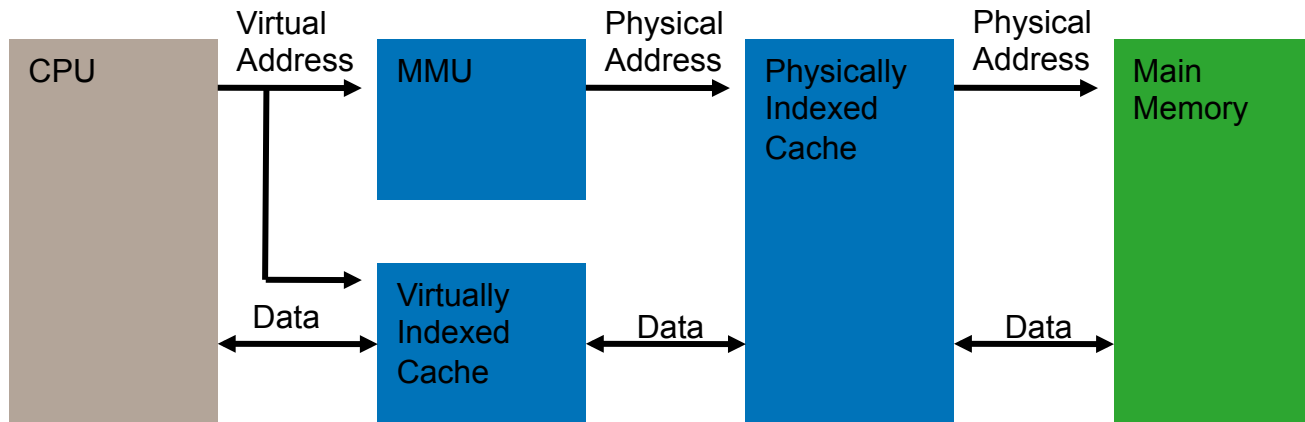 CPU
Virtual
Address
MMU
Physical
Address
Physically
Indexed
Cache
Physical
Address
Main
Memory
Virtually
Indexed
Cache
Data
Data
Data